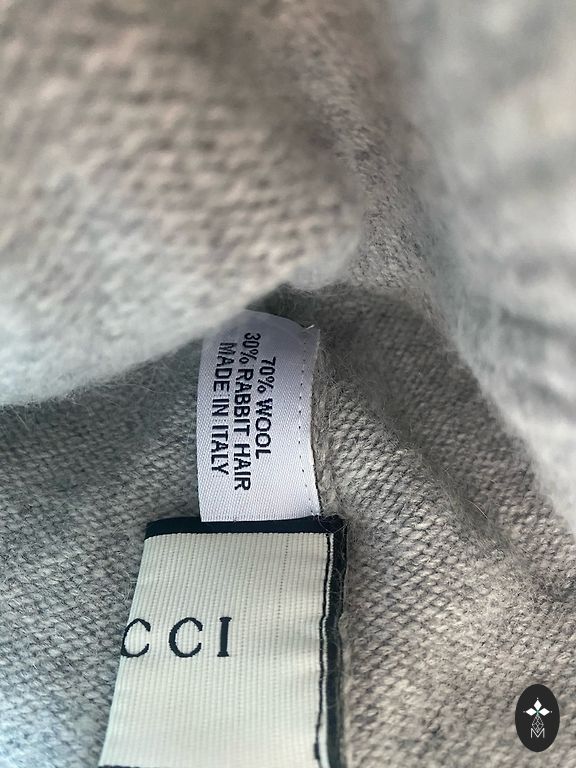 70% WOOL
30% RABBIT HAIR
MADE IN ITALY
CCI
M